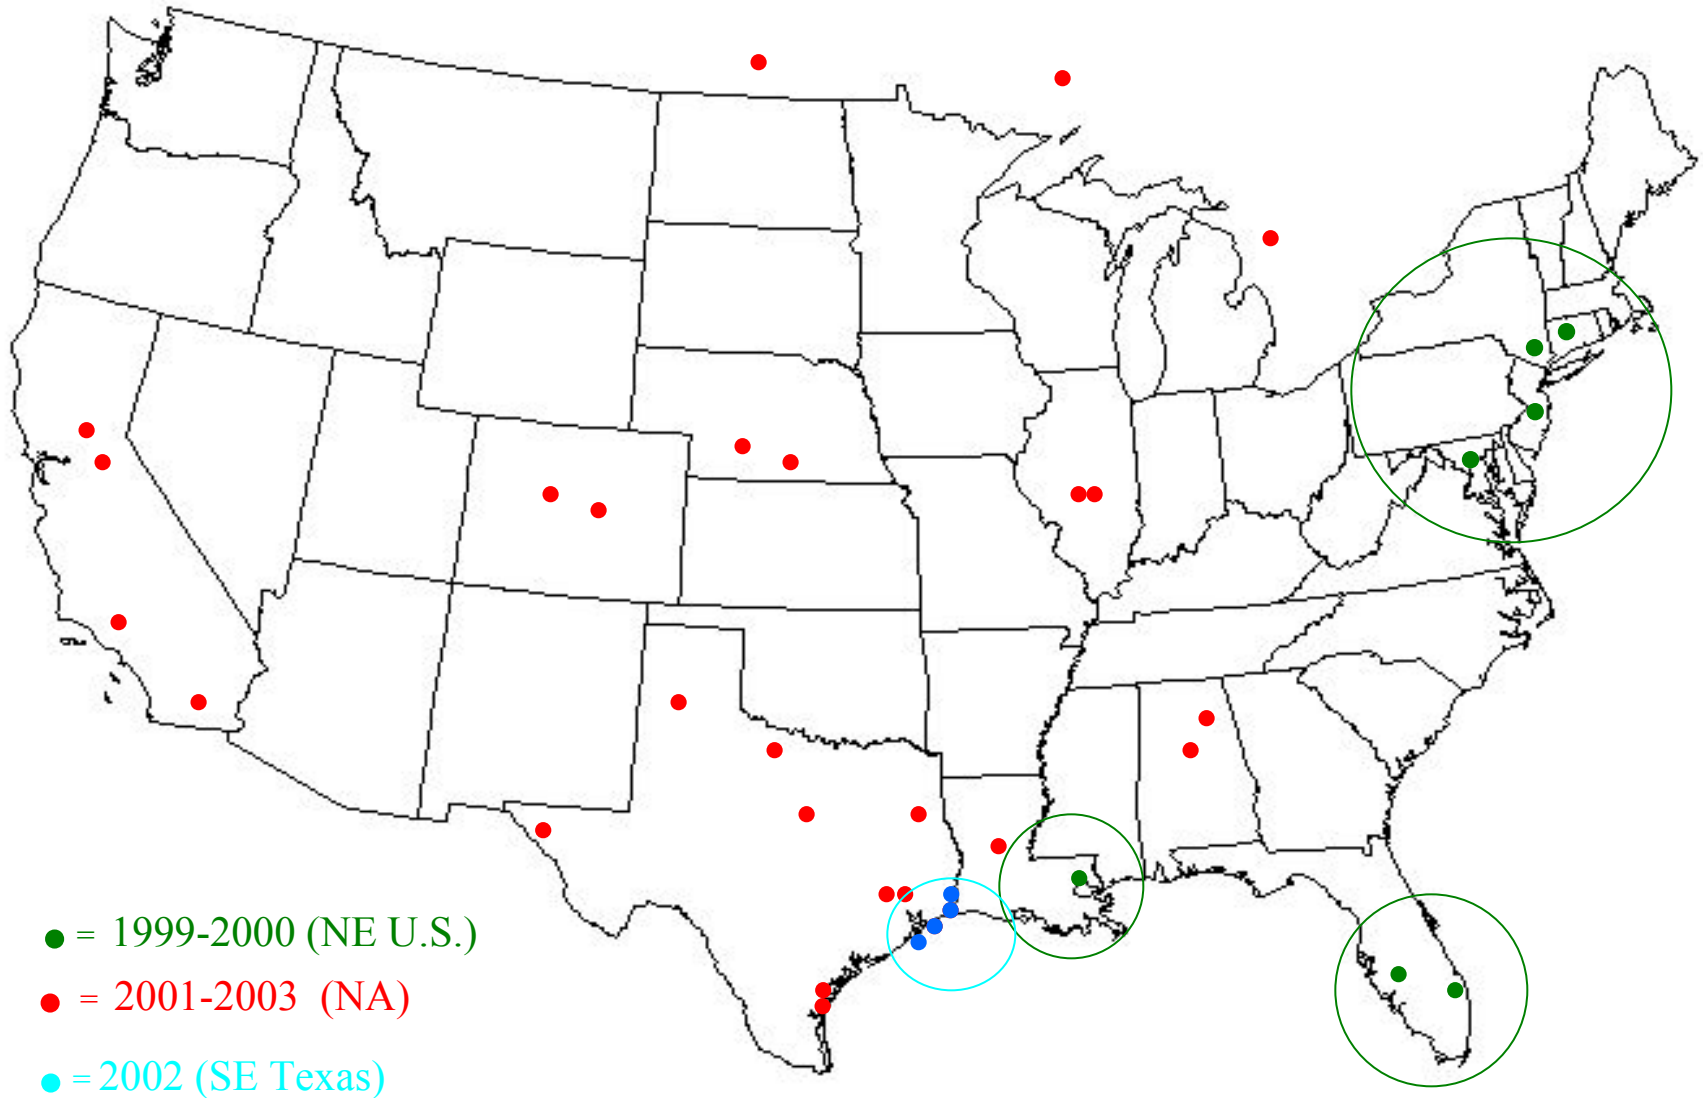 = 1999-2000 (NE U.S.)
= 2001-2003 (NA)
= 2002 (SE Texas)